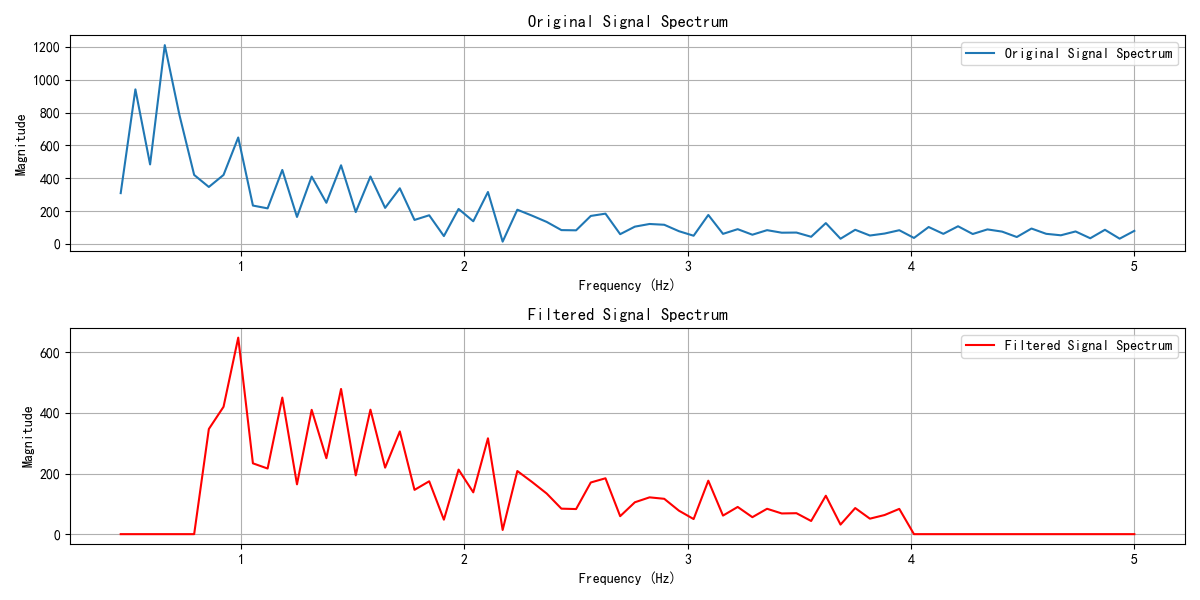 Original Signal Spectrum
1200
1000
800
600
400
200
0
Magnitude
Original Signal Spectrum
1 2 3 4 5
Frequency (Hz)
Filtered Signal Spectrum
600
400
200
0
Magnitude
Filtered Signal Spectrum
1 2 3 4 5
Frequency (Hz)